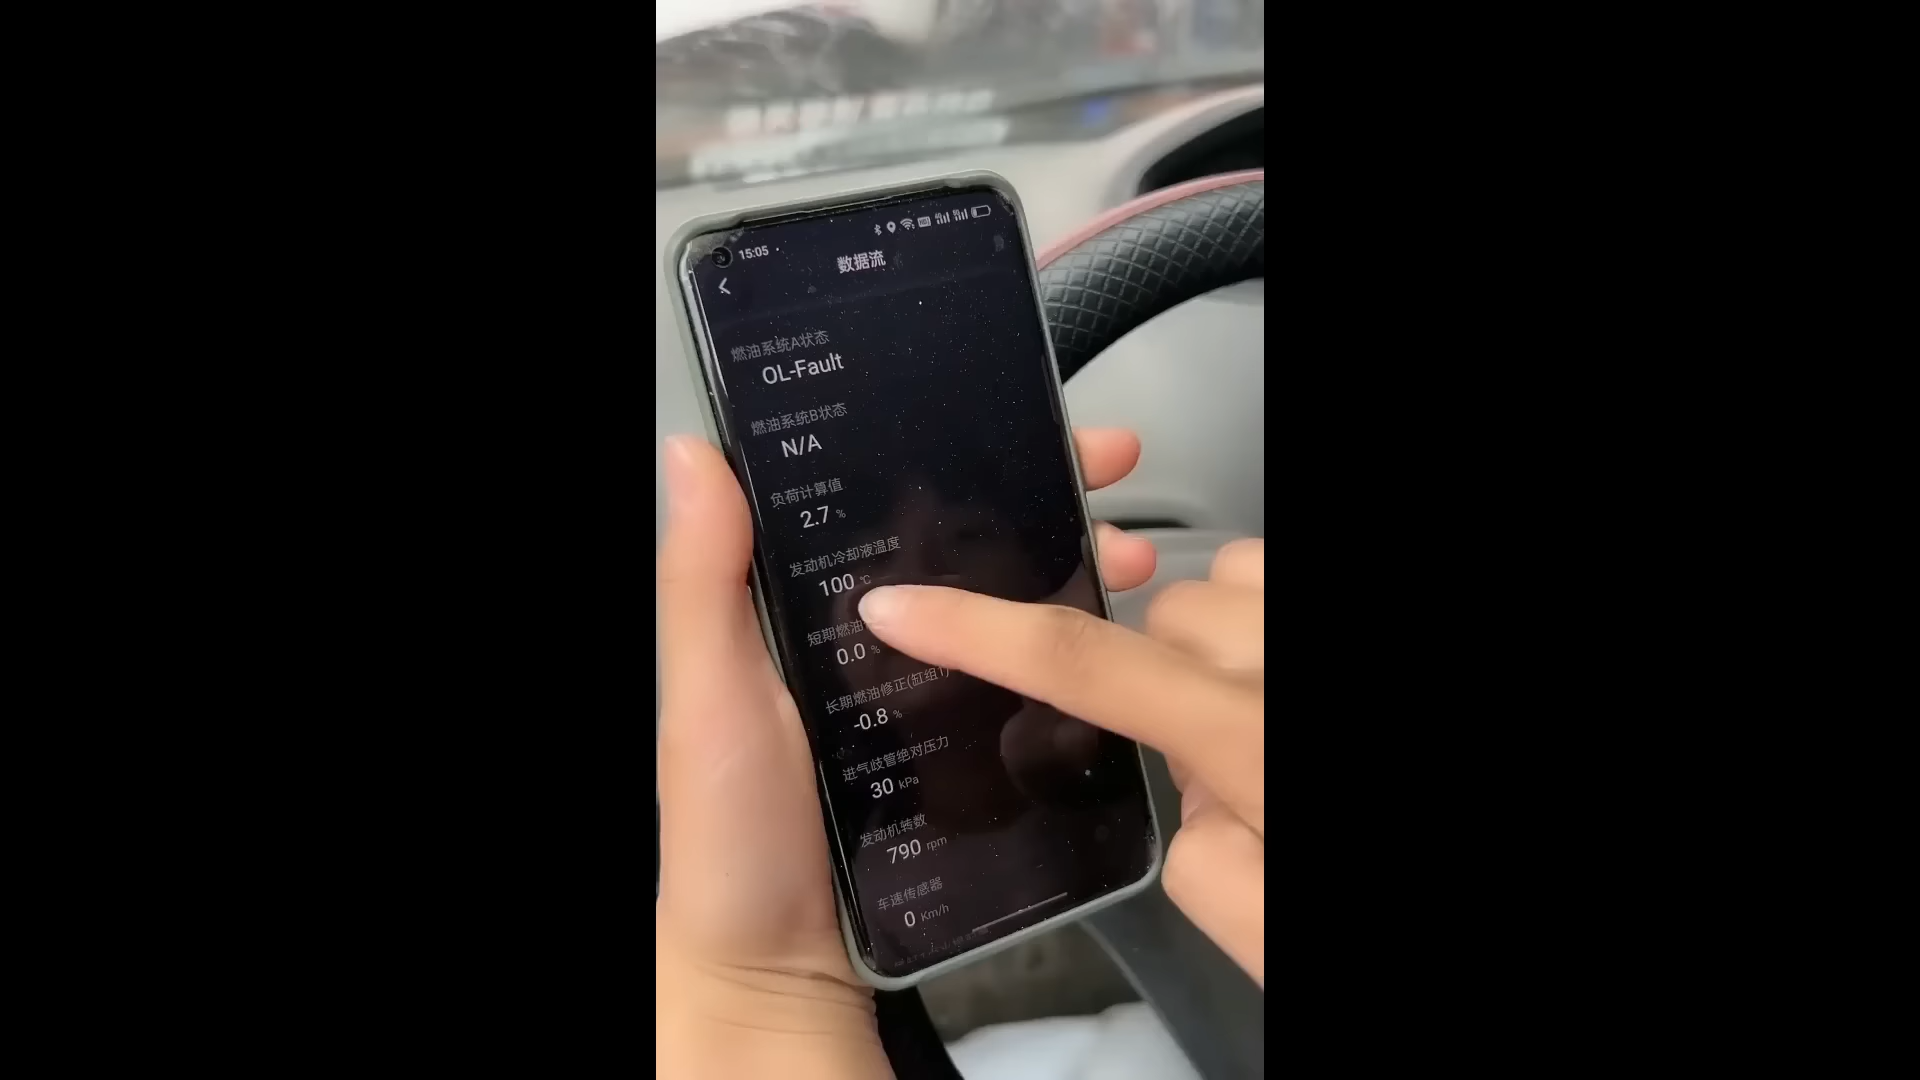 15:05
数据流
燃油系统A状态
OL-Fault
燃油系统B状态
N/A
负荷计算值
2.7 %
发动机冷却液温度
100 ℃
短期燃油
0.0 %
长期燃油修正(缸组1)
-0.8 %
进气歧管绝对压力
30 kPa
发动机转数
790 rpm
车速传感器
0 Km/h